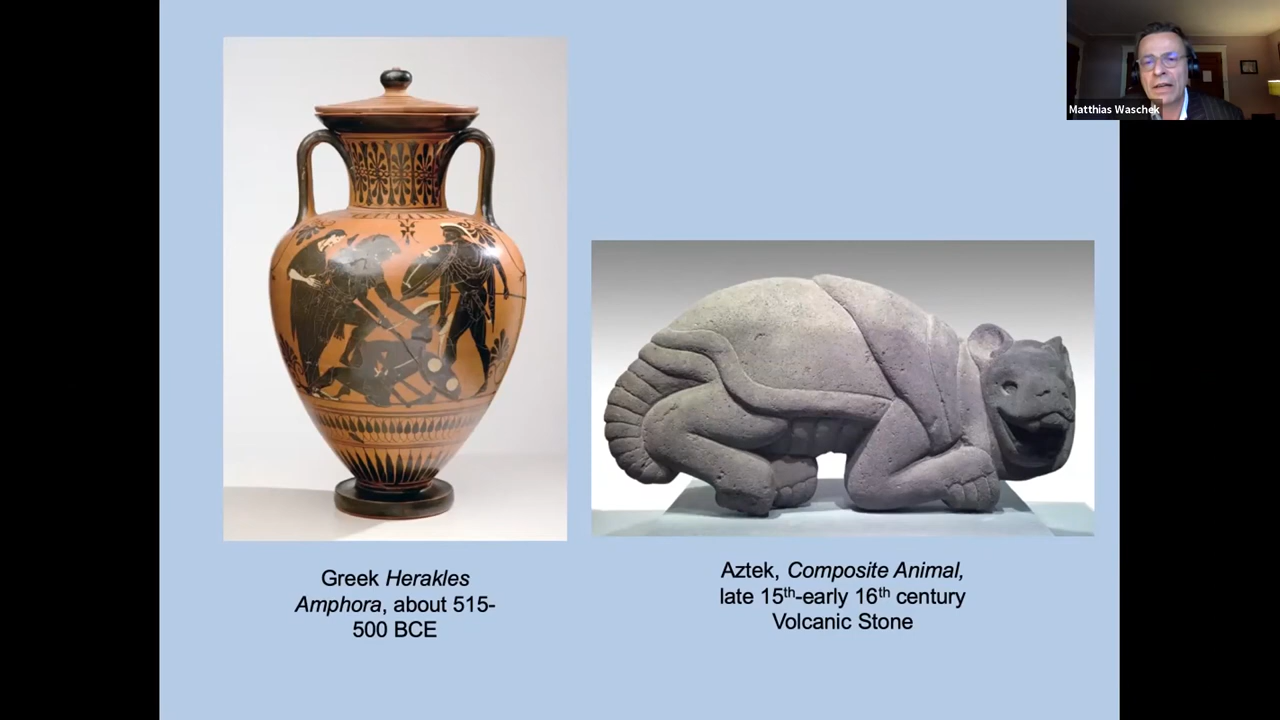 Matthias Waschek
Greek Herakles
Amphora, about 515-
500 BCE
Aztek, Composite Animal,
late 15th-early 16th century
Volcanic Stone